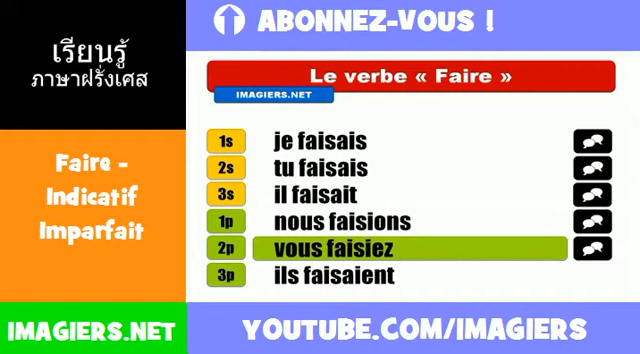 เรียนรู้
ภาษาฝรั่งเศส
Faire -
Indicatif
Imparfait
IMAGIERS.NET
ABONNEZ-VOUS !
Le verbe « Faire »
IMAGIERS.NET
1s je faisais
2s tu faisais
3s il faisait
1p nous faisions
2p vous faisiez
3p ils faisaient
YOUTUBE.COM/IMAGIERS